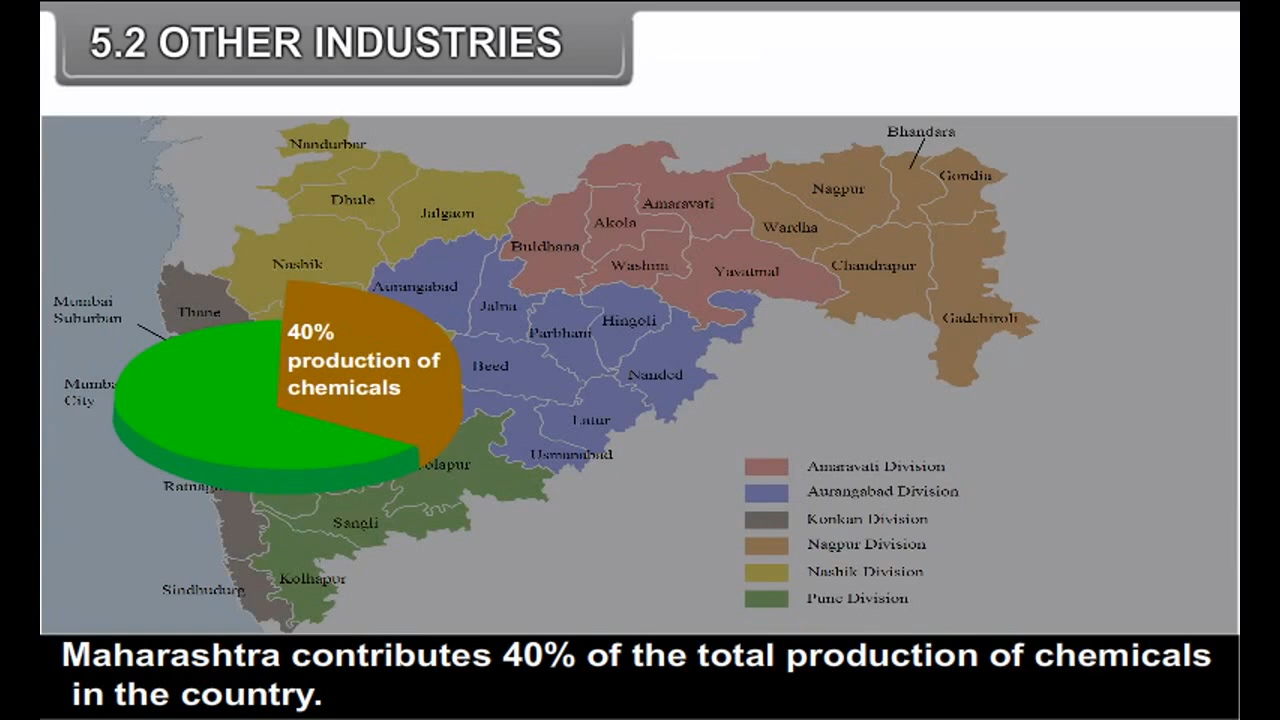 5.2 OTHER INDUSTRIES
Bhandara
Nandurbar
Gondia
Nagpur
Dhule
Amaravati
Jalgaon
Akola
Wardha
Buldhana
Nashik
Washim
Yavatmal
Chandrapur
Aurangabad
Mumbai
Suburban
Thane
Jalna
Hingoli
Parbhani
Gadchiroli
40%
production of
chemicals
Beed
Nanded
City
Latur
Usmanabad
olapur
Amaravati Division
Aurangabad Division
Konkan Division
Nagpur Division
Nashik Division
Pune Division
Sangli
Kolhapur
Sindhudurg
Maharashtra contributes 40% of the total production of chemicals
in the country.